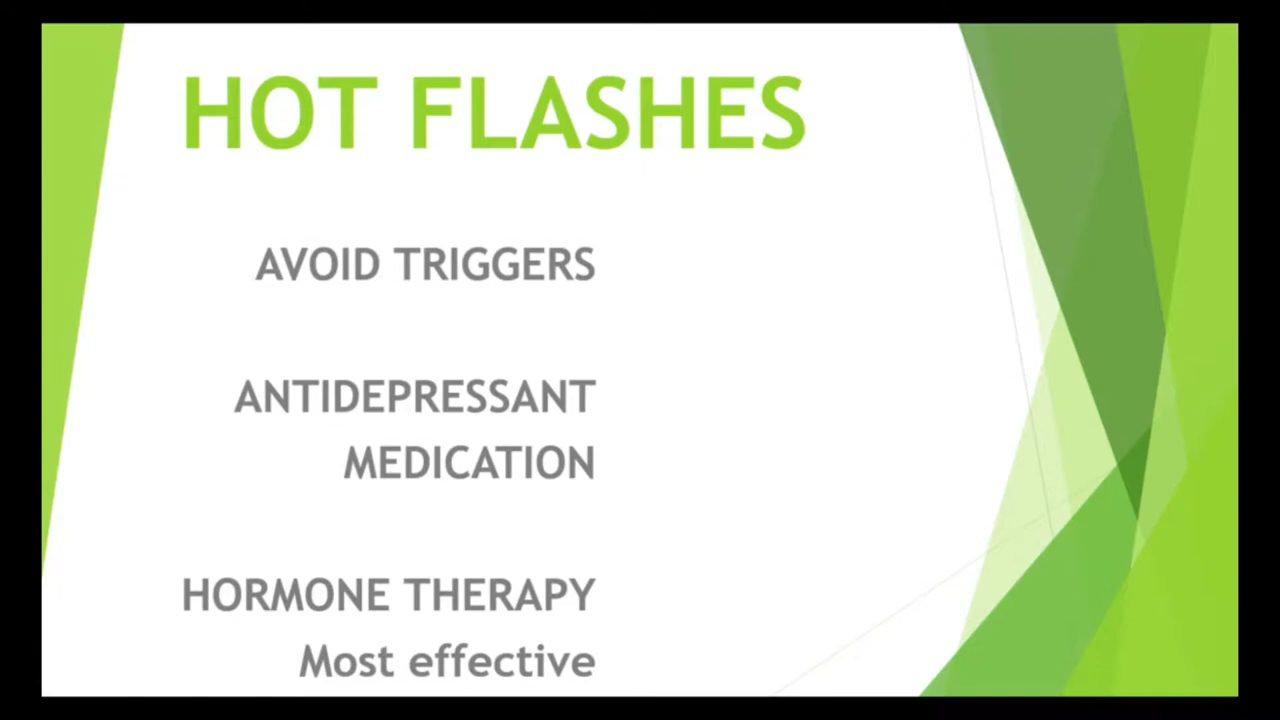 HOT FLASHES
AVOID TRIGGERS
ANTIDEPRESSANT
MEDICATION
HORMONE THERAPY
Most effective